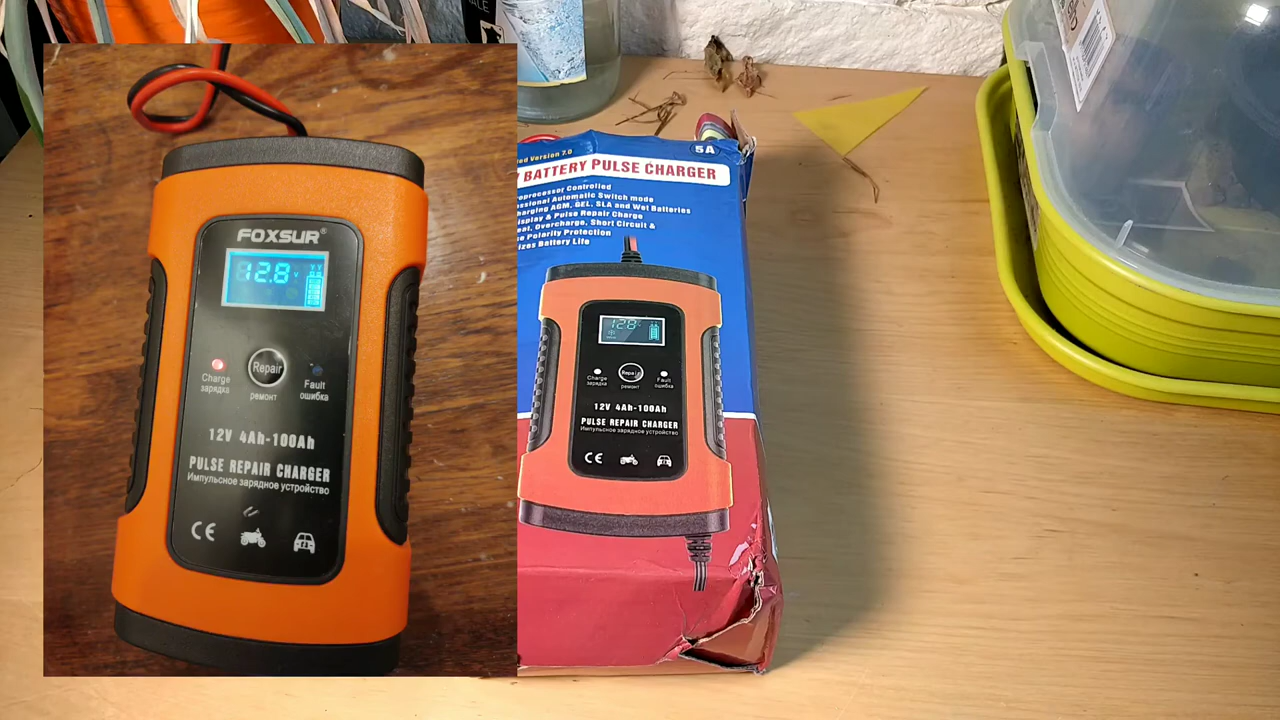 FOXSUR®
12.8 v
Repair
Charge
зарядка
ремонт
Fault
ошибка
12V 4Ah-100Ah
PULSE REPAIR CHARGER
Импульсное зарядное устройство
CE
Version 7.0
5A
BATTERY PULSE CHARGER
Controlled
Automatic Switch mode
AGM, GEL, SLA and Wet Batteries
& Pulse Repair Charge
Overcharge, Short Circuit &
Polarity Protection
Battery Life
12.8
Repair
Charge
зарядка
ремонт
Fault
ошибка
12V 4Ah-100Ah
PULSE REPAIR CHARGER
Импульсное зарядное устройство
CE